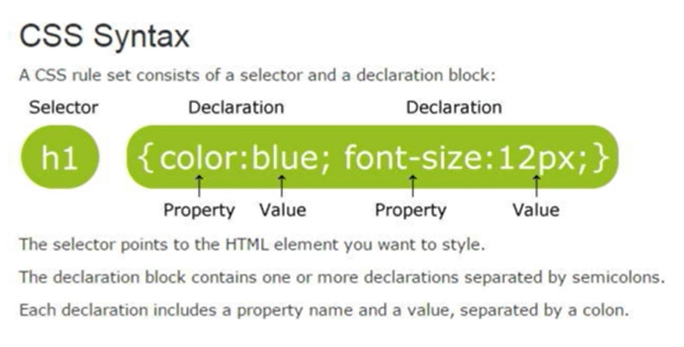 CSS Syntax
A CSS rule set consists of a selector and a declaration block:
Selector Declaration Declaration
h1 {color:blue; font-size:12px;}
Property Value Property Value
The selector points to the HTML element you want to style.
The declaration block contains one or more declarations separated by semicolons.
Each declaration includes a property name and a value, separated by a colon.